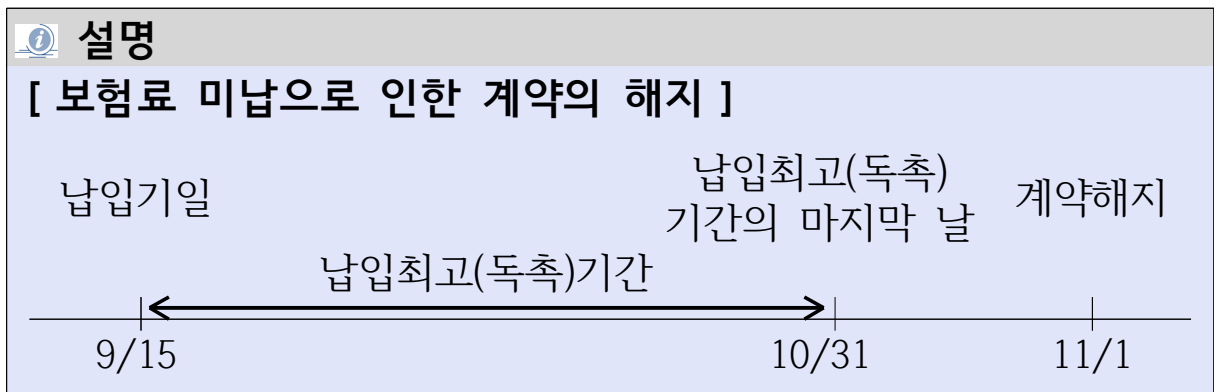 설명
[ 보험료 미납으로 인한 계약의 해지 ]
납입기일
납입최고(독촉)
기간의 마지막 날
계약해지
납입최고(독촉)기간
9/15
10/31
11/1